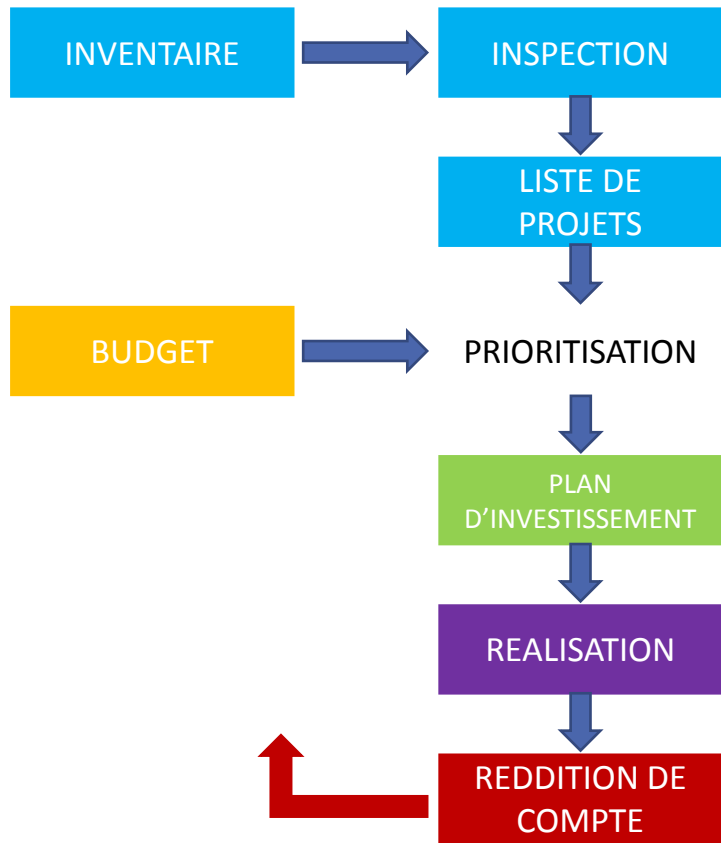 INVENTAIRE
INSPECTION
LISTE DE
PROJETS
BUDGET
PRIORITISATION
PLAN
D’INVESTISSEMENT
REALISATION
REDDITION DE
COMPTE